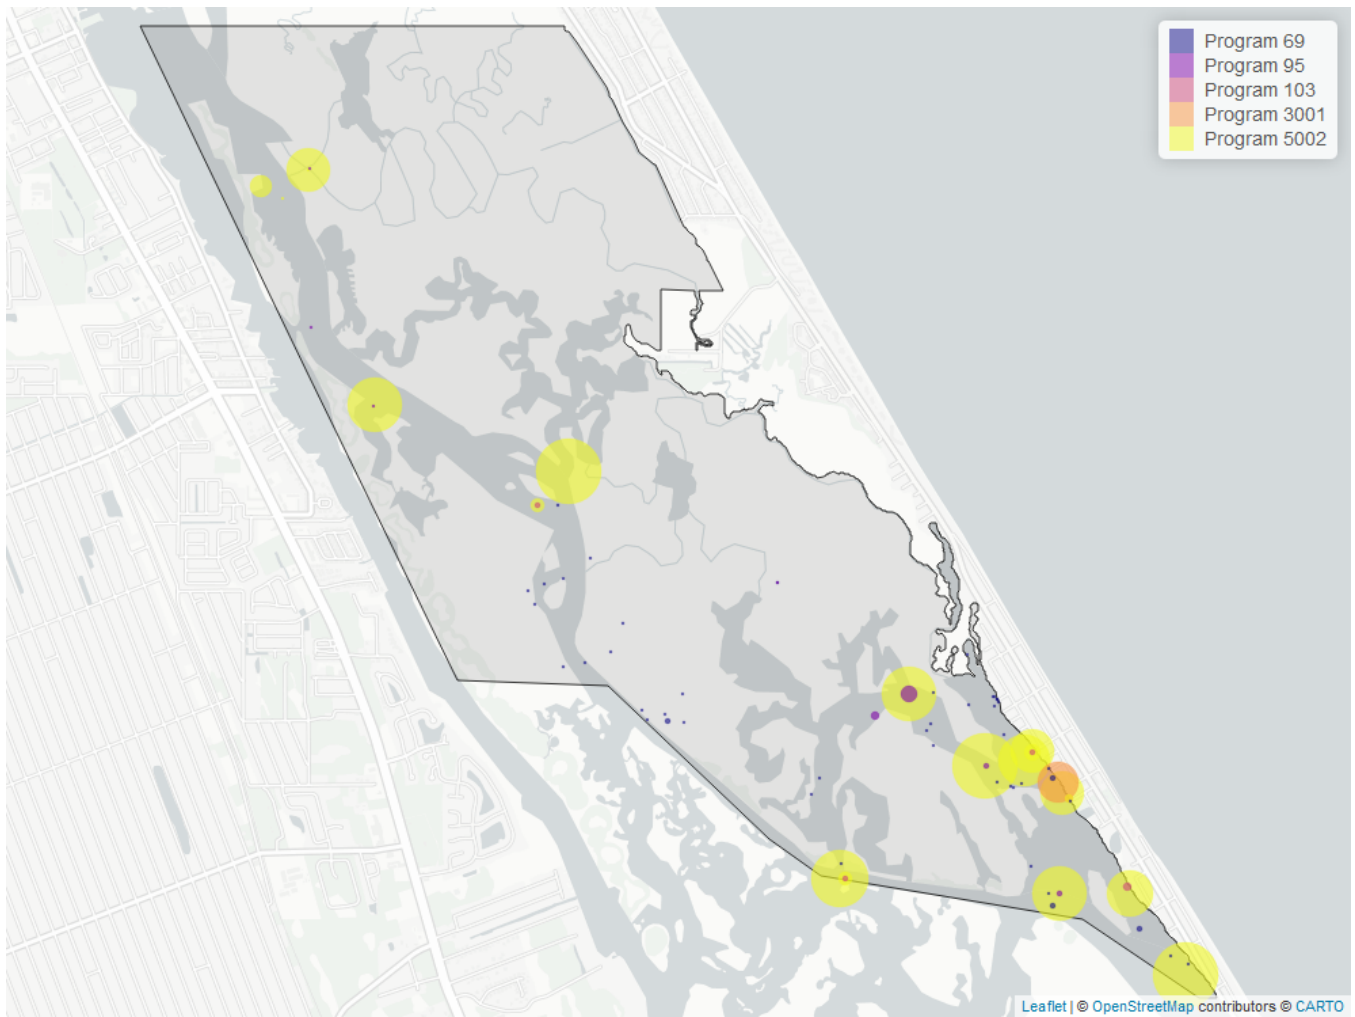 Program 69
Program 95
Program 103
Program 3001
Program 5002
Leaflet | © OpenStreetMap contributors © CARTO